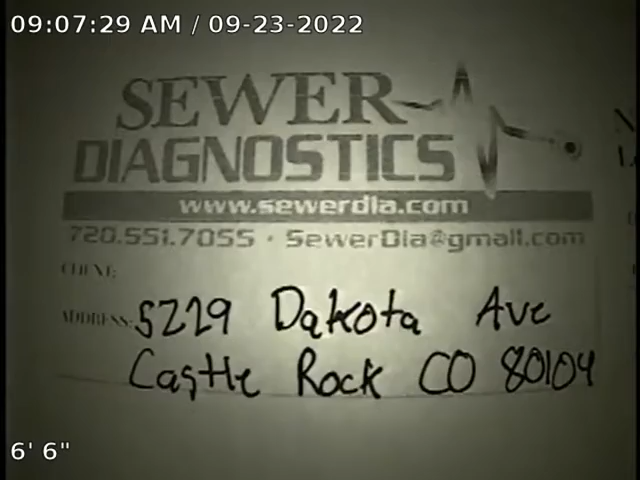 09:07:29 AM / 09-23-2022
SEWER
DIAGNOSTICS
www.sewerdia.com
720.551.7055 · SewerDia@gmail.com
CLIENT:
ADDRESS: 5229 Dakota Ave
Castle Rock CO 80104
6' 6"